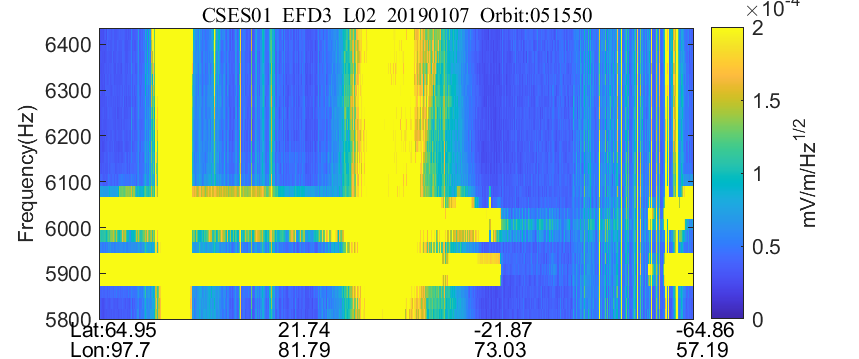 CSES01 EFD3 L02 20190107 Orbit:051550
×10⁻⁴
6400
6300
6200
6100
6000
5900
5800
Frequency(Hz)
2
1.5
1
0.5
0
mV/m/Hz^1/2
Lat:64.95 21.74 -21.87 -64.86
Lon:97.7 81.79 73.03 57.19